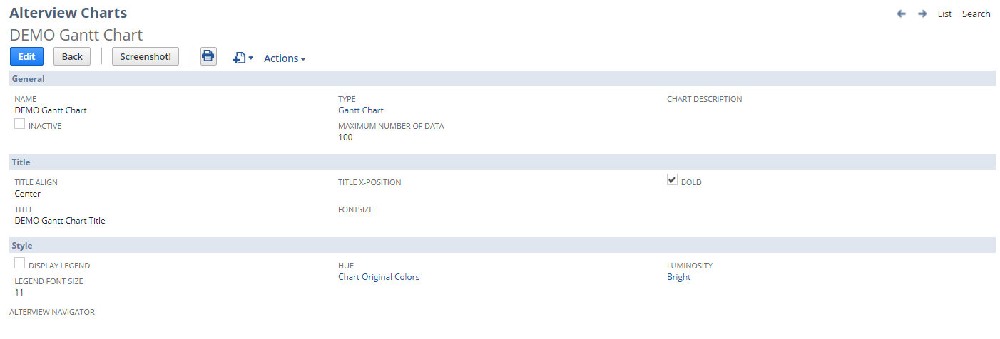 Alterview Charts
List Search
DEMO Gantt Chart
Edit Back Screenshot! Actions
General
NAME TYPE CHART DESCRIPTION
DEMO Gantt Chart Gantt Chart
INACTIVE MAXIMUM NUMBER OF DATA
100
Title
TITLE ALIGN TITLE X-POSITION BOLD
Center
TITLE FONTSIZE
DEMO Gantt Chart Title
Style
DISPLAY LEGEND HUE LUMINOSITY
Chart Original Colors Bright
LEGEND FONT SIZE
11
ALTERVIEW NAVIGATOR